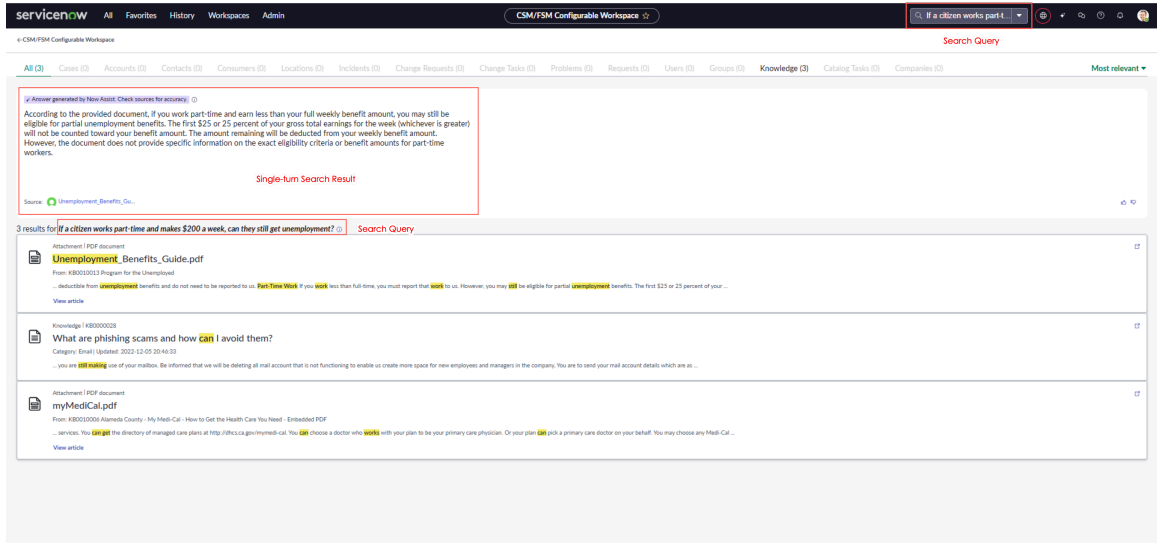 servicenow All Favorites History Workspaces Admin CSM/FSM Configurable Workspace If a citizen works part-t...
CSM/FSM Configurable Workspace
Search Query
All (3) Cases (0) Accounts (0) Contacts (0) Consumers (0) Locations (0) Incidents (0) Change Requests (0) Change Tasks (0) Problems (0) Requests (0) Users (0) Groups (0) Knowledge (3) Catalog Tasks (0) Companies (0) Most relevant
Answer generated by Now Assist. Check sources for accuracy.
According to the provided document, if you work part-time and earn less than your full weekly benefit amount, you may still be
eligible for partial unemployment benefits. The first $25 or 25 percent of your gross total earnings for the week (whichever is greater)
will not be counted toward your benefit amount. The amount remaining will be deducted from your weekly benefit amount.
However, the document does not provide specific information on the exact eligibility criteria or benefit amounts for part-time
workers.
Single-turn Search Result
Source: Unemployment_Benefits_Gu...
3 results for If a citizen works part-time and makes $200 a week, can they still get unemployment? Search Query
Attachment | PDF document
Unemployment_Benefits_Guide.pdf
From: KB0010013 Program for the Unemployed
... deductible from unemployment benefits and do not need to be reported to us. Part-Time Work If you work less than full-time, you must report that work to us. However, you may still be eligible for partial unemployment benefits. The first $25 or 25 percent of your ...
View article
Knowledge | KB0000028
What are phishing scams and how can I avoid them?
Category: Email | Updated: 2022-12-05 20:46:33
... you are still making use of your mailbox. Be informed that we will be deleting all mail account that is not functioning to enable us create more space for new employees and managers in the company, You are to send your mail account details which are as ...
Attachment | PDF document
myMediCal.pdf
From: KB0010006 Alameda County - My Medi-Cal - How to Get the Health Care You Need - Embedded PDF
... services. You can get the directory of managed care plans at http://dhcs.ca.gov/mymedi-cal. You can choose a doctor who works with your plan to be your primary care physician. Or your plan can pick a primary care doctor on your behalf. You may choose any Medi-Cal ...
View article